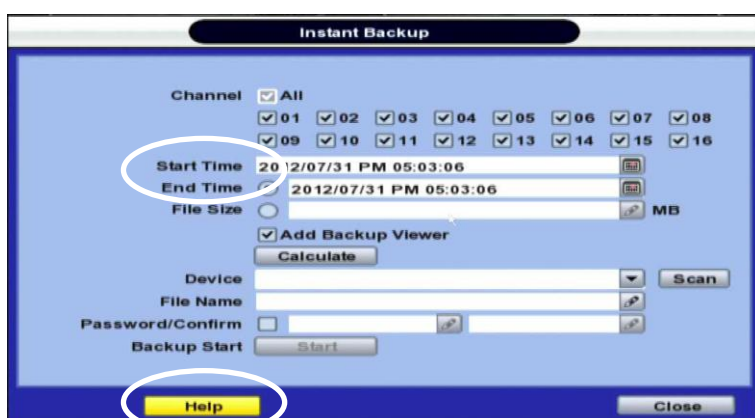 Instant Backup
Channel All
01 02 03 04 05 06 07 08
09 10 11 12 13 14 15 16
Start Time 2012/07/31 PM 05:03:06
End Time 2012/07/31 PM 05:03:06
File Size MB
Add Backup Viewer
Calculate
Device Scan
File Name
Password/Confirm
Backup Start Start
Help Close